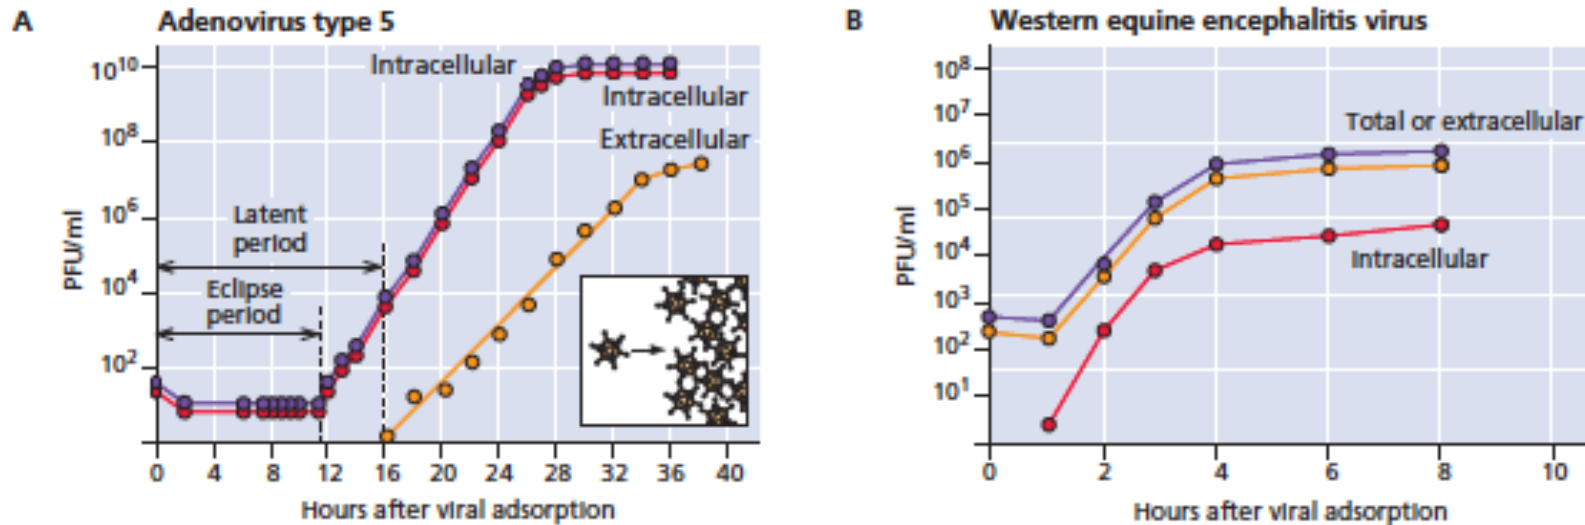 A Adenovirus type 5
10^10
10^8
10^6
10^4
10^2
PFU/ml
Intracellular
Intracellular
Extracellular
Latent
period
Eclipse
period
0 4 8 12 16 20 24 28 32 36 40
Hours after viral adsorption
B Western equine encephalitis virus
10^8
10^7
10^6
10^5
10^4
10^3
10^2
10^1
PFU/ml
Total or extracellular
Intracellular
0 2 4 6 8 10
Hours after viral adsorption